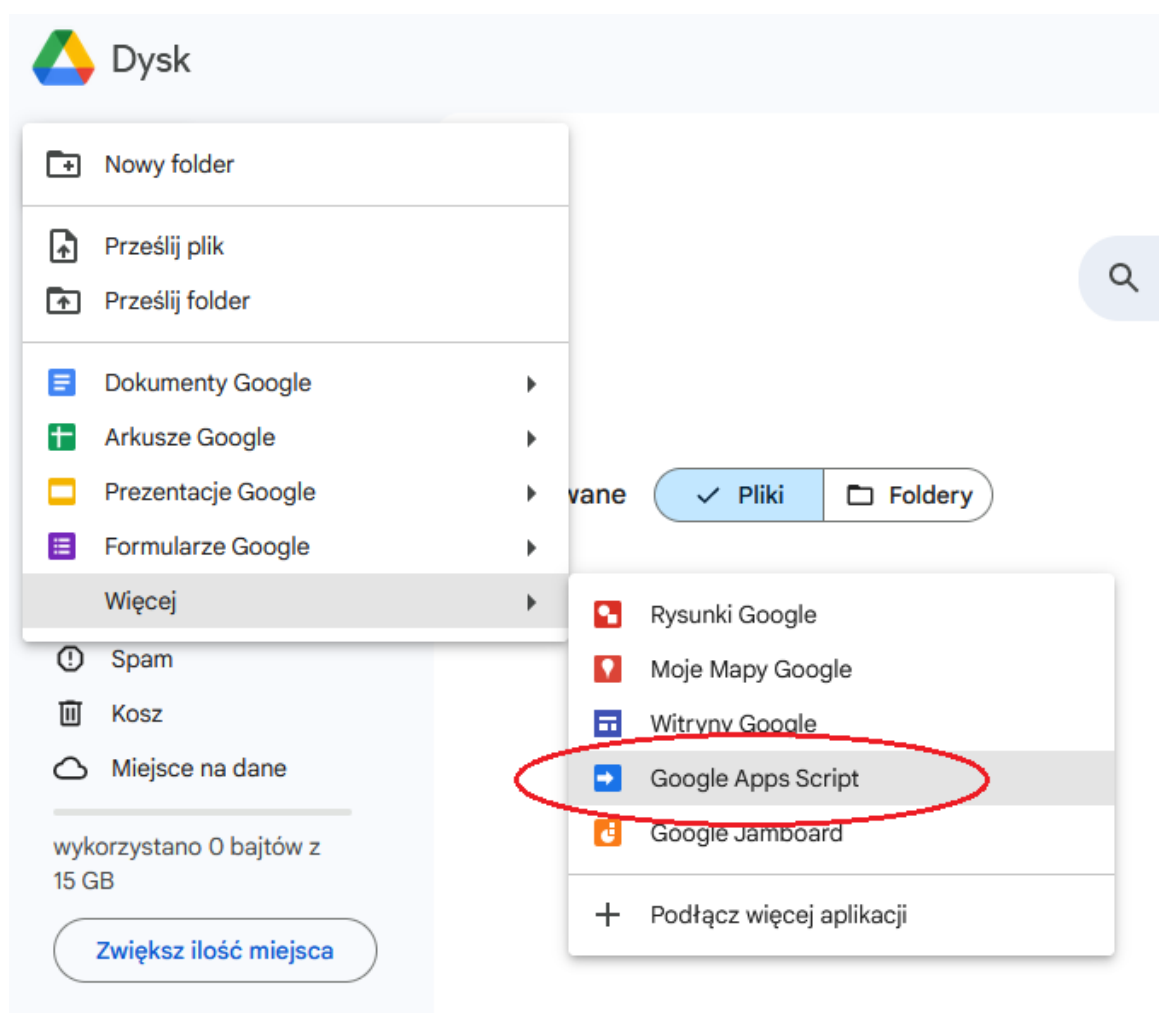 Dysk
Nowy folder
Prześlij plik
Prześlij folder
Dokumenty Google
Arkusze Google
Prezentacje Google
Formularze Google
Więcej
wane
Pliki
Foldery
Rysunki Google
Moje Mapy Google
Witryny Google
Google Apps Script
Google Jamboard
Podłącz więcej aplikacji
Spam
Kosz
Miejsce na dane
wykorzystano 0 bajtów z
15 GB
Zwiększ ilość miejsca